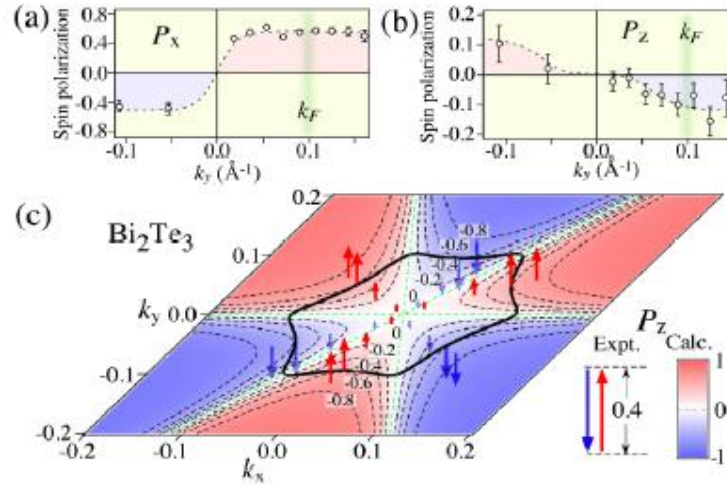 (a)
P_x
Spin polarization
0.8
0.4
0.0
-0.4
-0.8
k_F
-0.1
0.0
0.1
k_y (Å⁻¹)
(b)
P_z
k_F
Spin polarization
0.2
0.1
0.0
-0.1
-0.2
-0.1
0.0
0.1
k_y (Å⁻¹)
(c)
Bi₂Te₃
0.2
0.1
k_y 0.0
-0.1
-0.2
-0.8
-0.6
-0.4
-0.2
0
0
-0.2
-0.4
-0.6
-0.8
-0.2
-0.1
0.0
0.1
0.2
k_x
P_z
Expt.
Calc.
0.4
1
0
-1